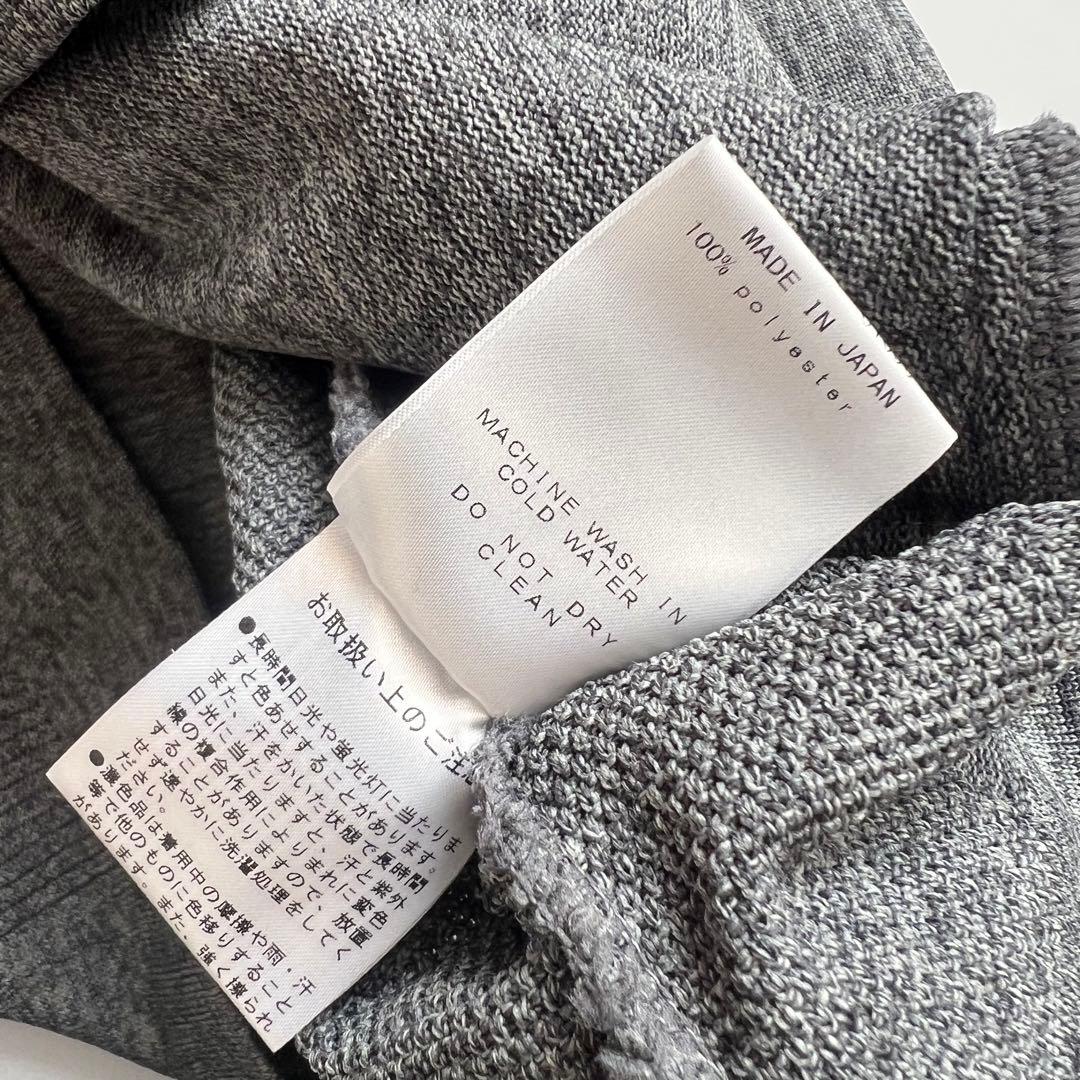 MADE IN JAPAN
100% polyester
MACHINE WASH IN
COLD WATER
DO NOT DRY
CLEAN
お取扱い上のご注
●長時間日光や蛍光灯に当たりま
すと色あせすることがあります。
また、汗をかいた状態で長時間
日光に当たりますと、汗と紫外
線の複合作用によりまれに変色
することがありますので、放置
せず速やかに洗濯処理をしてく
ださい。
●濃色品は着用中の摩擦や雨・汗
等で他のものに色移りすること
があります。また、強く擦られ